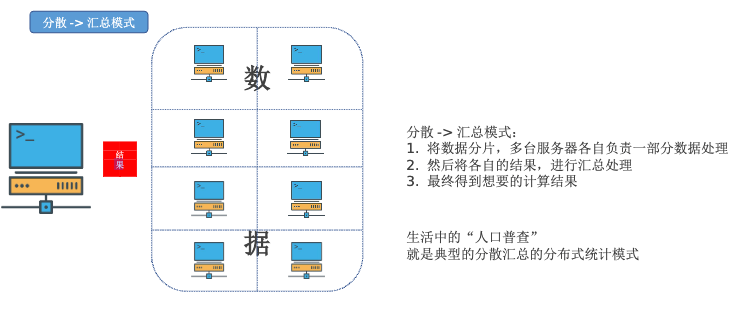 分散 -> 汇总模式
数
据
>_
结
果
分散 -> 汇总模式：
1. 将数据分片，多台服务器各自负责一部分数据处理
2. 然后将各自的结果，进行汇总处理
3. 最终得到想要的计算结果
生活中的“人口普查”
就是典型的分散汇总的分布式统计模式